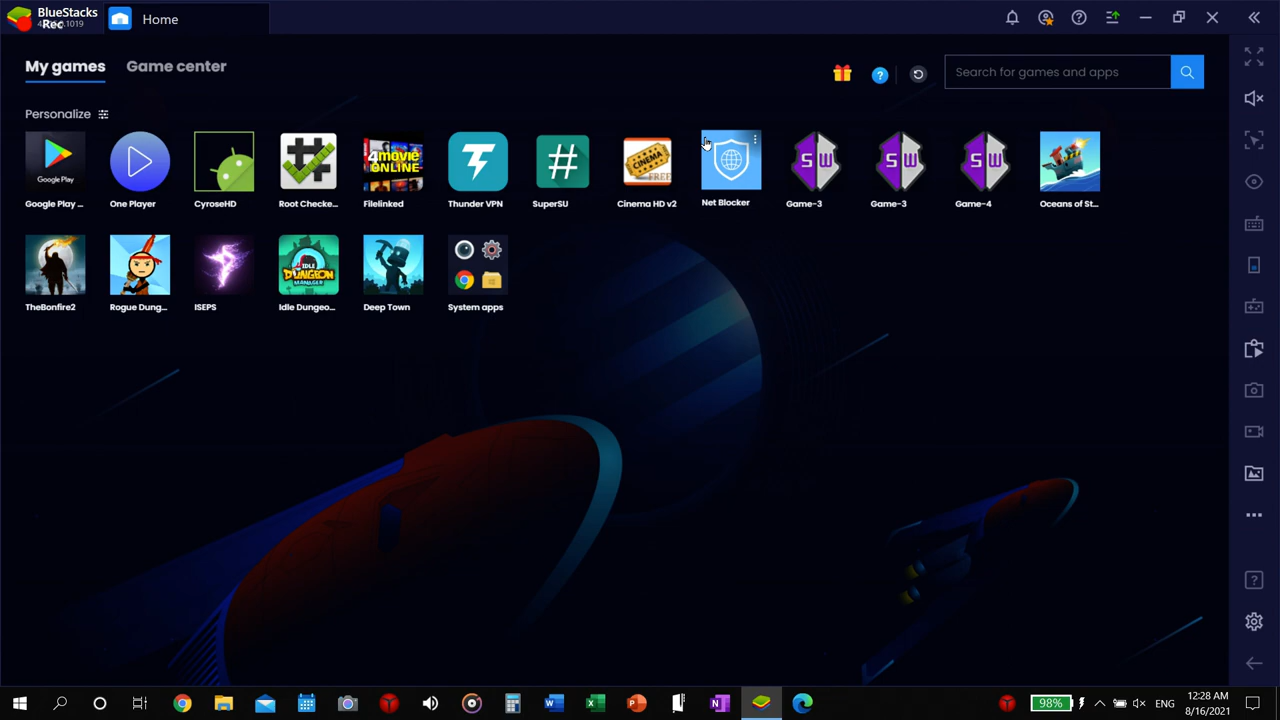 BlueStacks
Rec
Home
My games
Game center
Search for games and apps
Personalize
Google Play
4MOVIE
ONLINE
CINEMA
FREE
SW
SW
SW
Google Play ...
One Player
CyroseHD
Root Checke...
Filelinked
Thunder VPN
SuperSU
Cinema HD v2
Net Blocker
Game-3
Game-3
Game-4
Oceans of St...
IDLE
DUNGEON
MANAGER
TheBonfire2
Rogue Dung...
ISEPS
Idle Dungeo...
Deep Town
System apps
98%
ENG
12:28 AM
8/16/2021